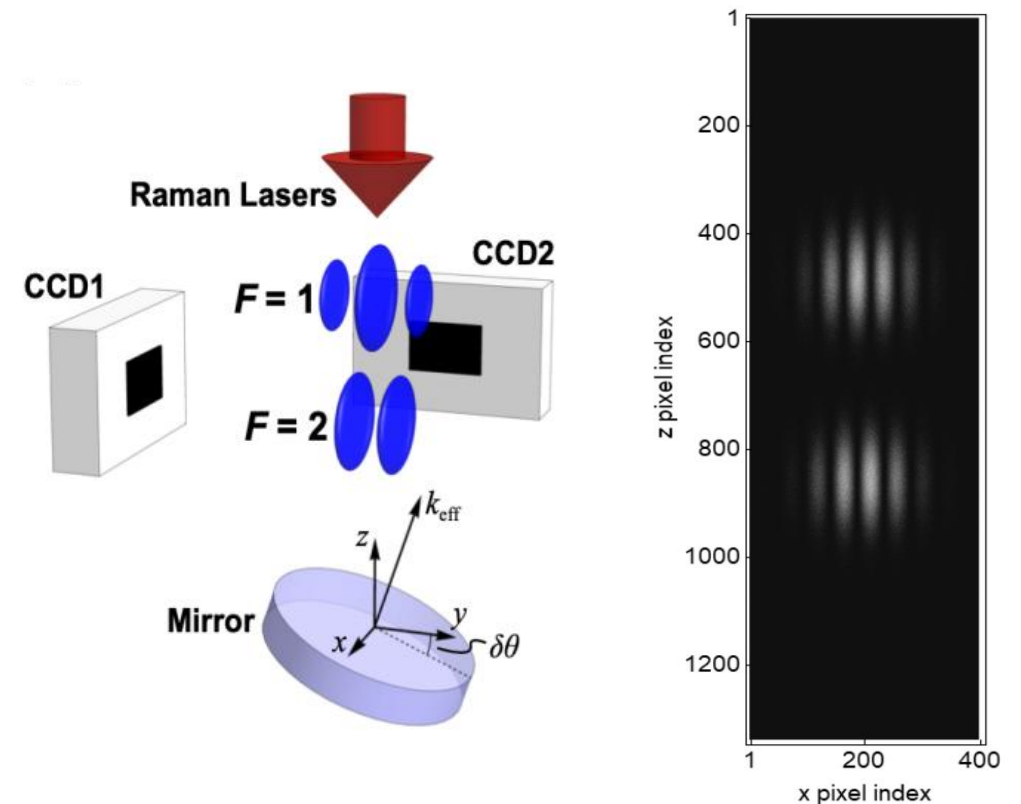 Raman Lasers
CCD1
CCD2
F = 1
F = 2
k_eff
z
y
x
δθ
Mirror
1
200
400
600
800
1000
1200
z pixel index
1 200 400
x pixel index